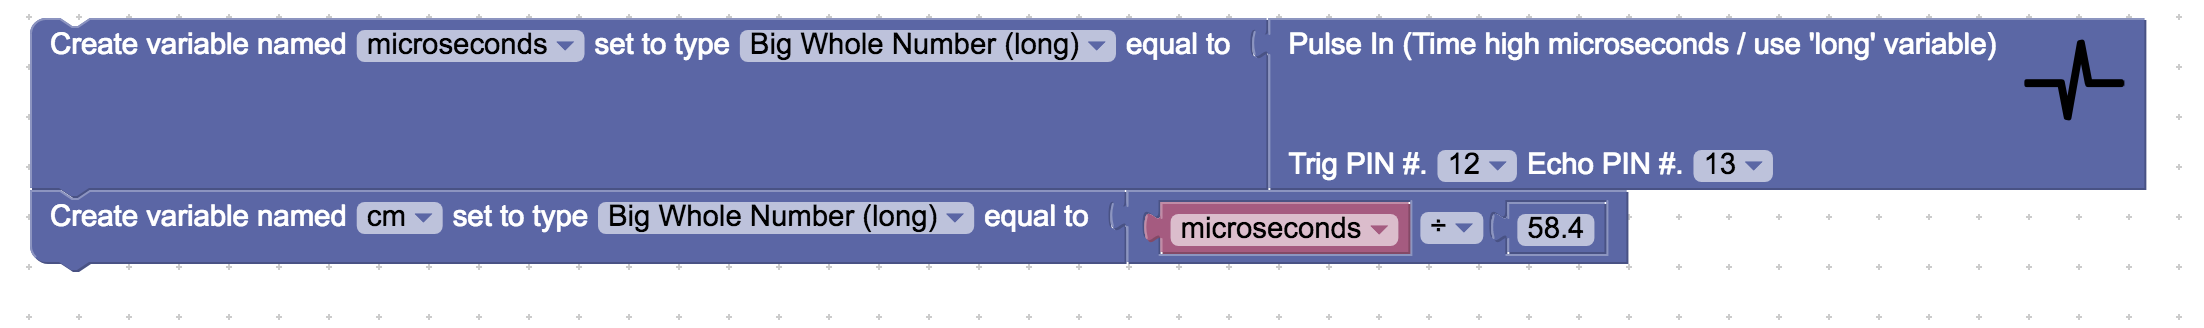 Create variable named microseconds set to type Big Whole Number (long) equal to Pulse In (Time high microseconds / use 'long' variable)
Trig PIN #. 12 Echo PIN #. 13
Create variable named cm set to type Big Whole Number (long) equal to microseconds ÷ 58.4